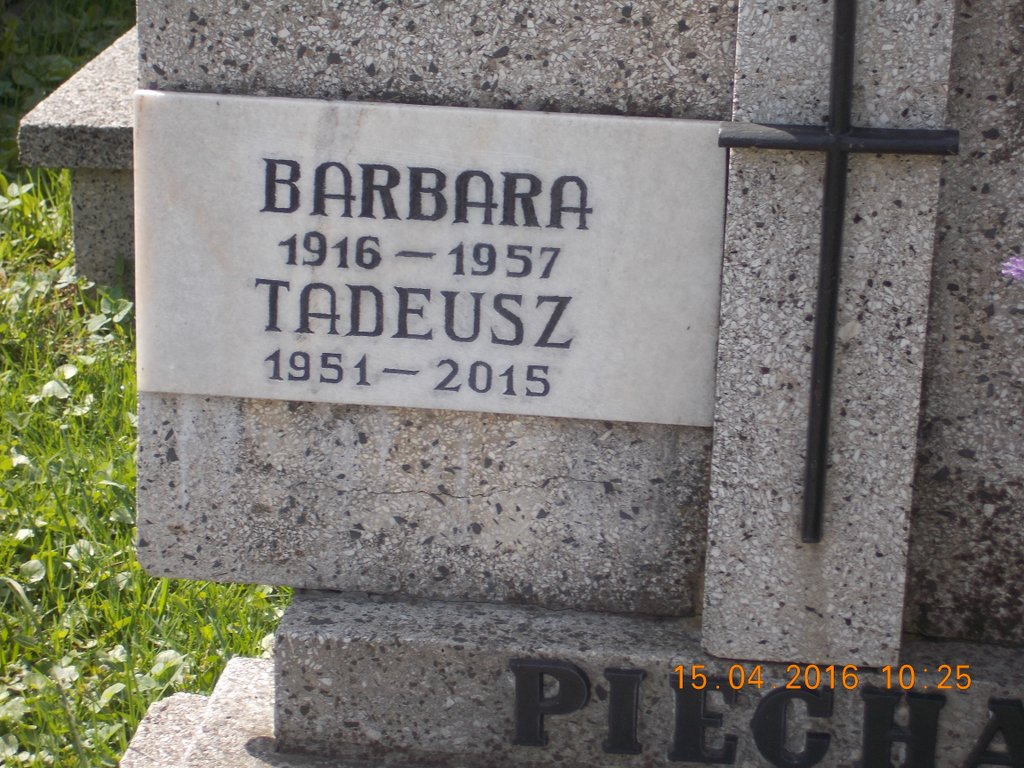 BARBARA
1916 – 1957
TADEUSZ
1951 – 2015
15.04.2016 10:25
PIECHA